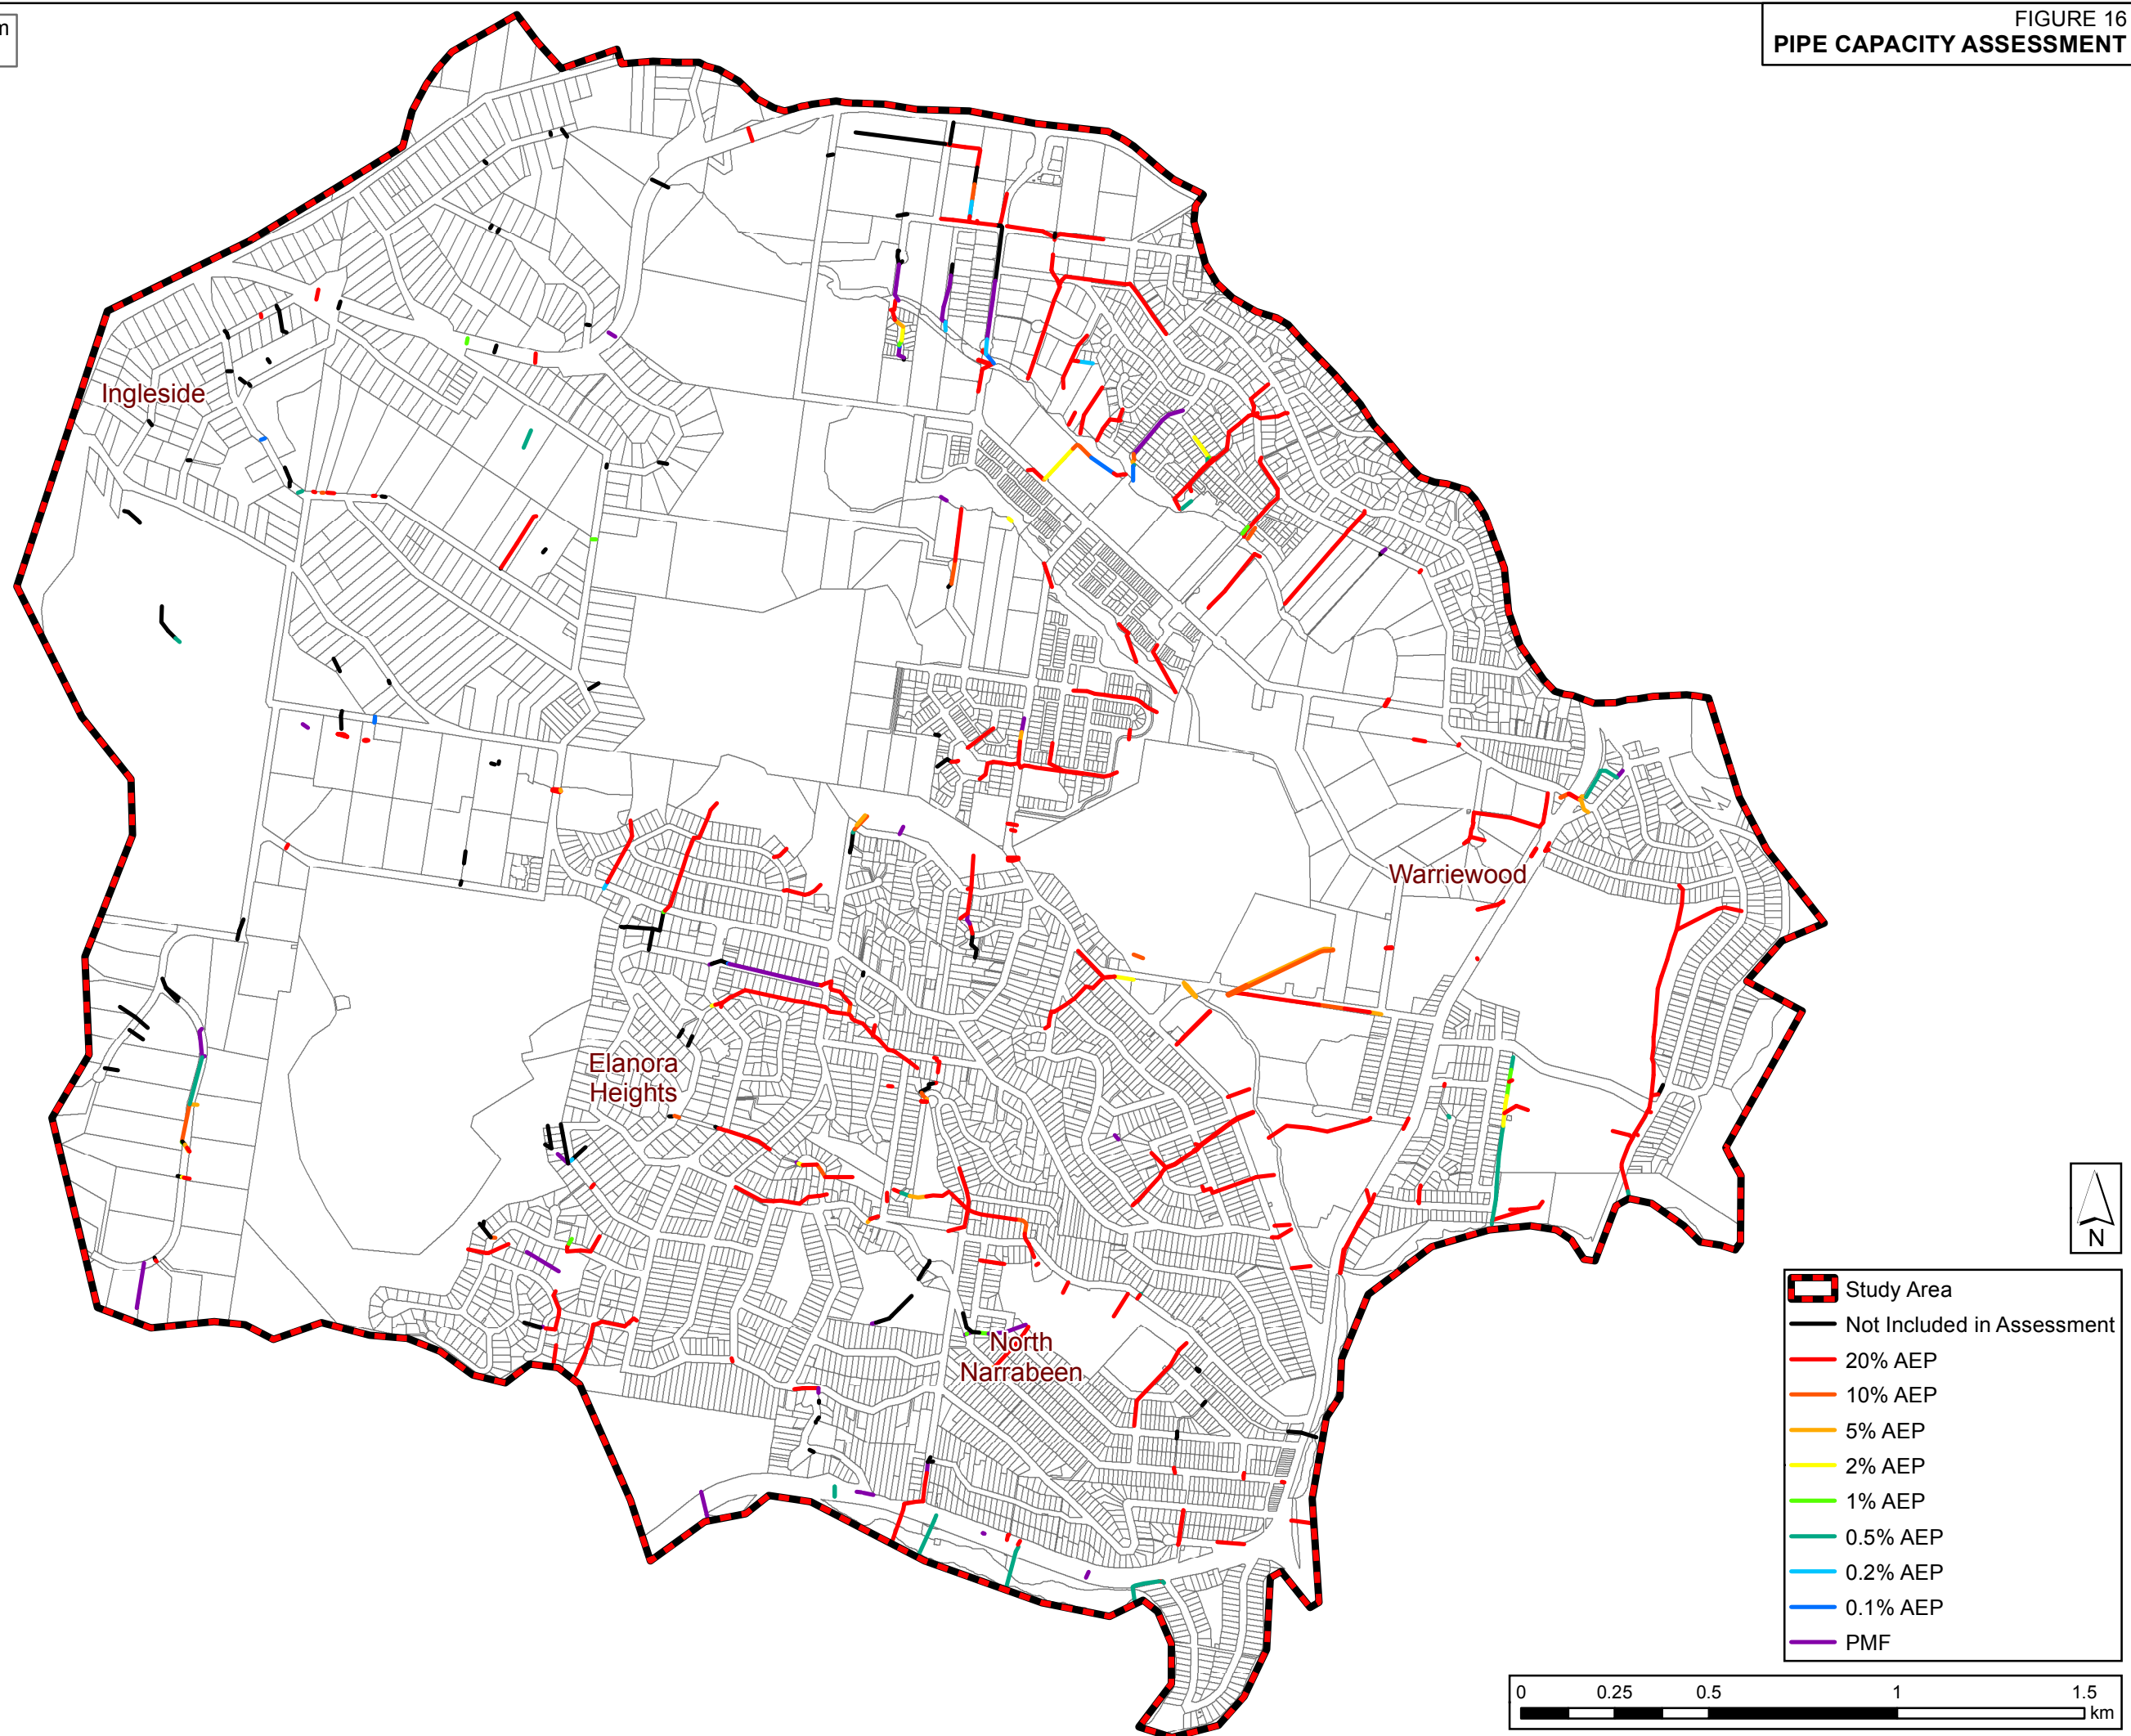 m
FIGURE 16
PIPE CAPACITY ASSESSMENT
Ingleside
Warriewood
Elanora
Heights
North
Narrabeen
N
Study Area
Not Included in Assessment
20% AEP
10% AEP
5% AEP
2% AEP
1% AEP
0.5% AEP
0.2% AEP
0.1% AEP
PMF
0 0.25 0.5 1 1.5
km